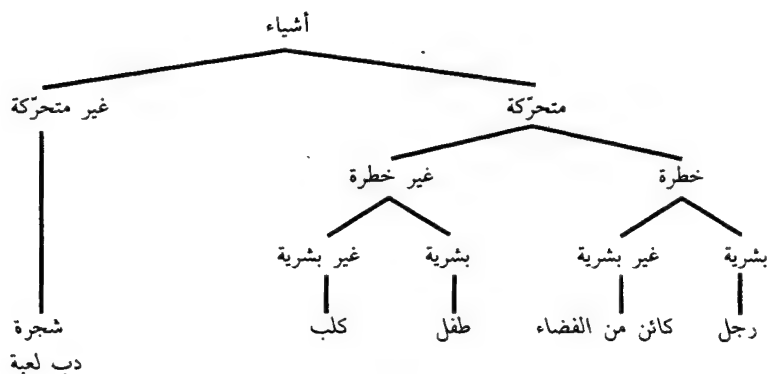 أشياء
متحرّكة غير متحرّكة
خطرة غير خطرة
بشرية غير بشرية بشرية غير بشرية
رجل كائن من الفضاء طفل كلب شجرة
دب لعبة